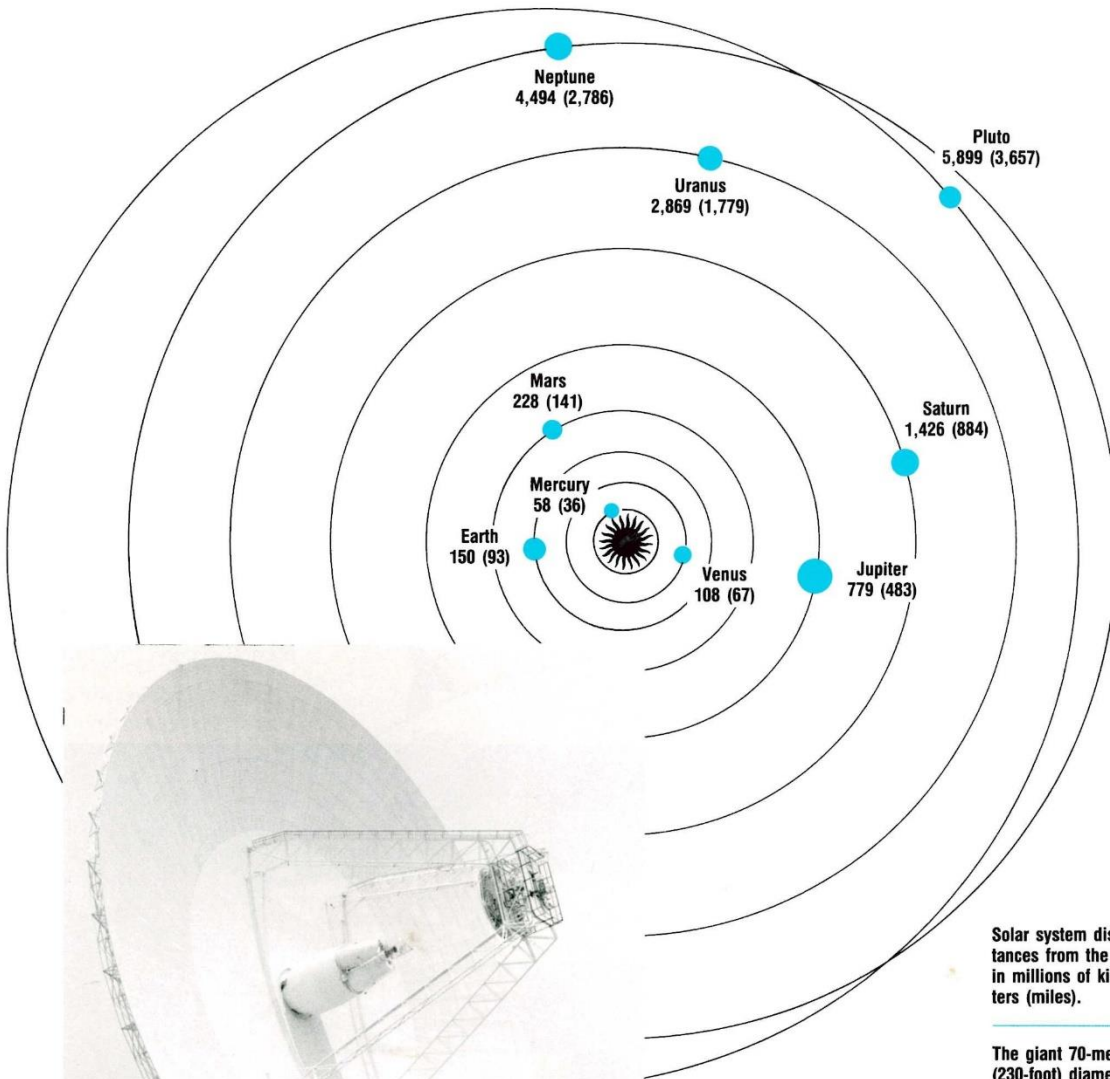 Neptune
4,494 (2,786)
Pluto
5,899 (3,657)
Uranus
2,869 (1,779)
Mars
228 (141)
Saturn
1,426 (884)
Mercury
58 (36)
Earth
150 (93)
Venus
108 (67)
Jupiter
779 (483)
Solar system dis
tances from the
in millions of ki
ters (miles).
The giant 70-me
(230-foot) diame